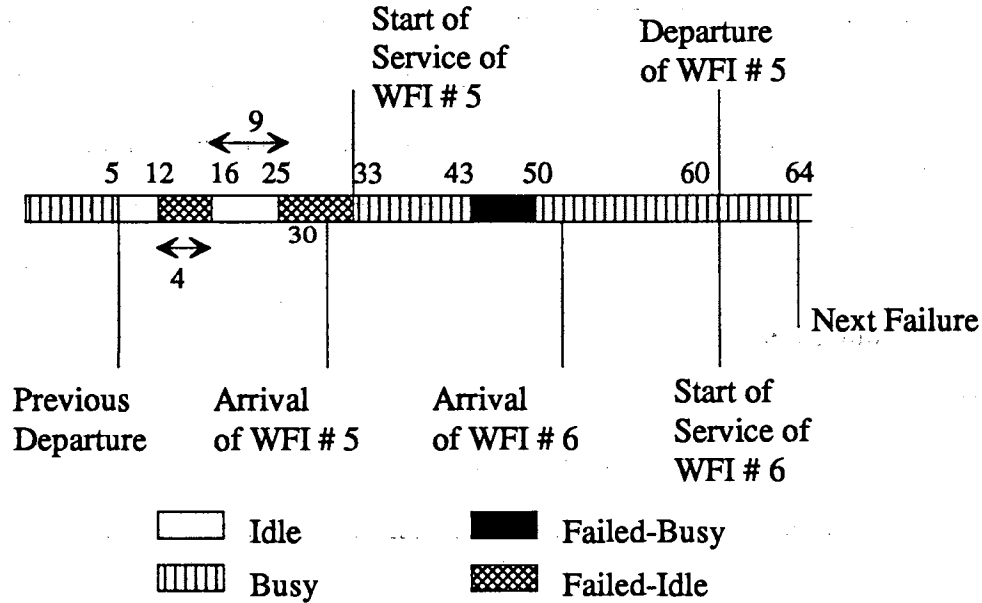 Start of
Service of
WFI # 5
Departure
of WFI # 5
9
5 12 16 25 33 43 50 60 64
30
4
Next Failure
Previous
Departure
Arrival
of WFI # 5
Arrival
of WFI # 6
Start of
Service of
WFI # 6
Idle
Failed-Busy
Busy
Failed-Idle